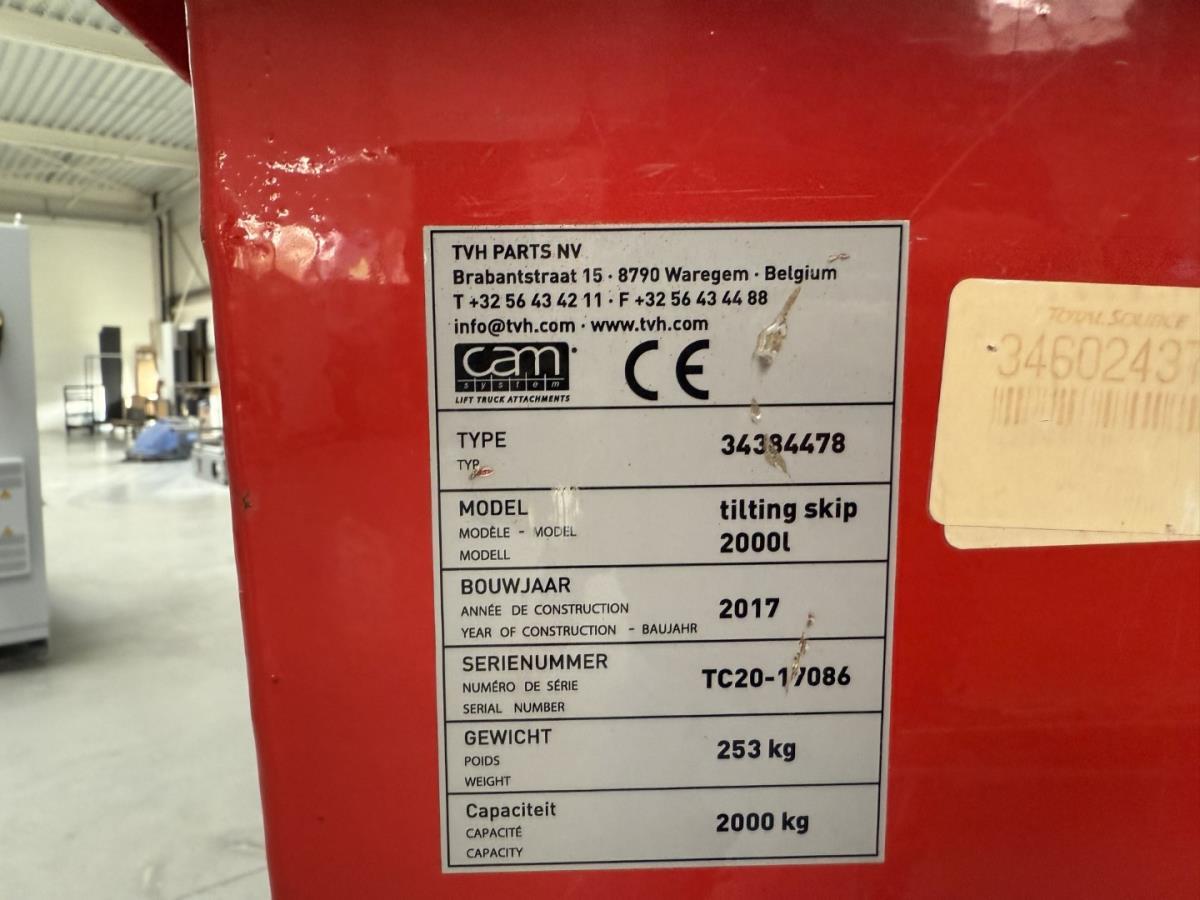 TVH PARTS NV
Brabantstraat 15 · 8790 Waregem · Belgium
T +32 56 43 42 11 · F +32 56 43 44 88
info@tvh.com · www.tvh.com
cam
system
LIFT TRUCK ATTACHMENTS
CE
TYPE 34384478
TYP
MODEL tilting skip
MODÈLE - MODEL 2000l
MODELL
BOUWJAAR
ANNÉE DE CONSTRUCTION 2017
YEAR OF CONSTRUCTION - BAUJAHR
SERIENUMMER
NUMÉRO DE SÉRIE TC20-17086
SERIAL NUMBER
GEWICHT
POIDS 253 kg
WEIGHT
Capaciteit
CAPACITÉ 2000 kg
CAPACITY
TOTAL SOURCE
34602437